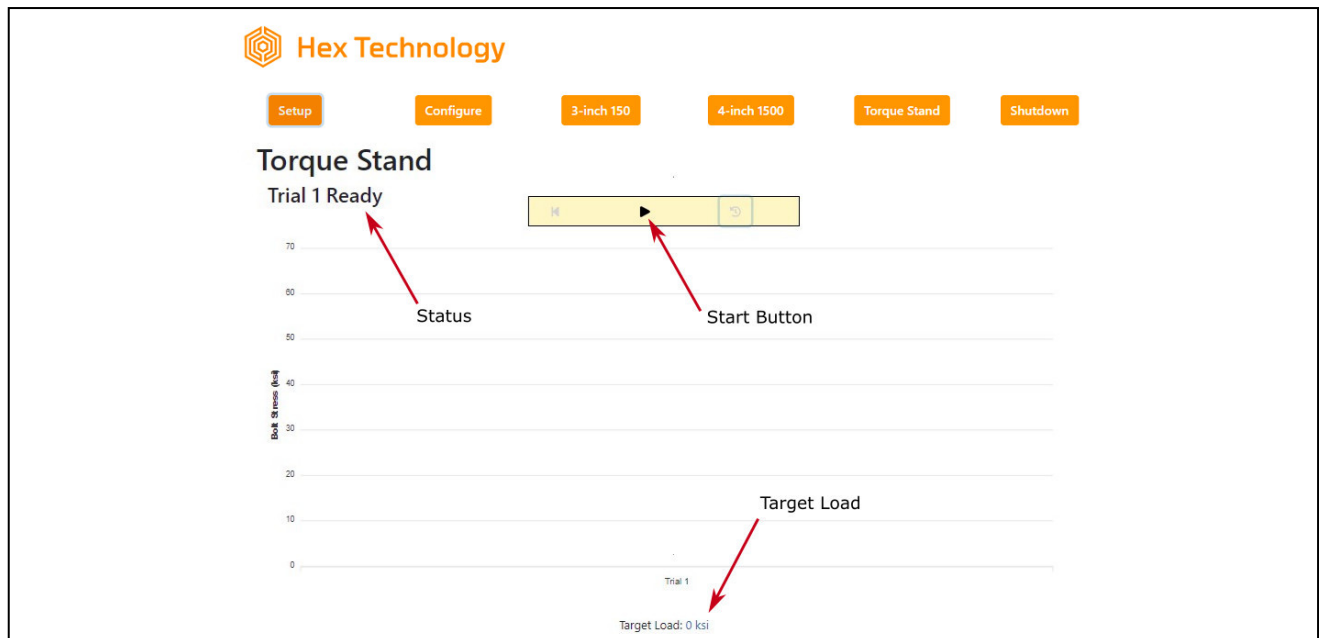 Hex Technology
Setup Configure 3-inch 150 4-inch 1500 Torque Stand Shutdown
Torque Stand
Trial 1 Ready
70
60
Status
Start Button
50
40
Bolt Stress (ksi)
30
20
Target Load
10
0
Trial 1
Target Load: 0 ksi